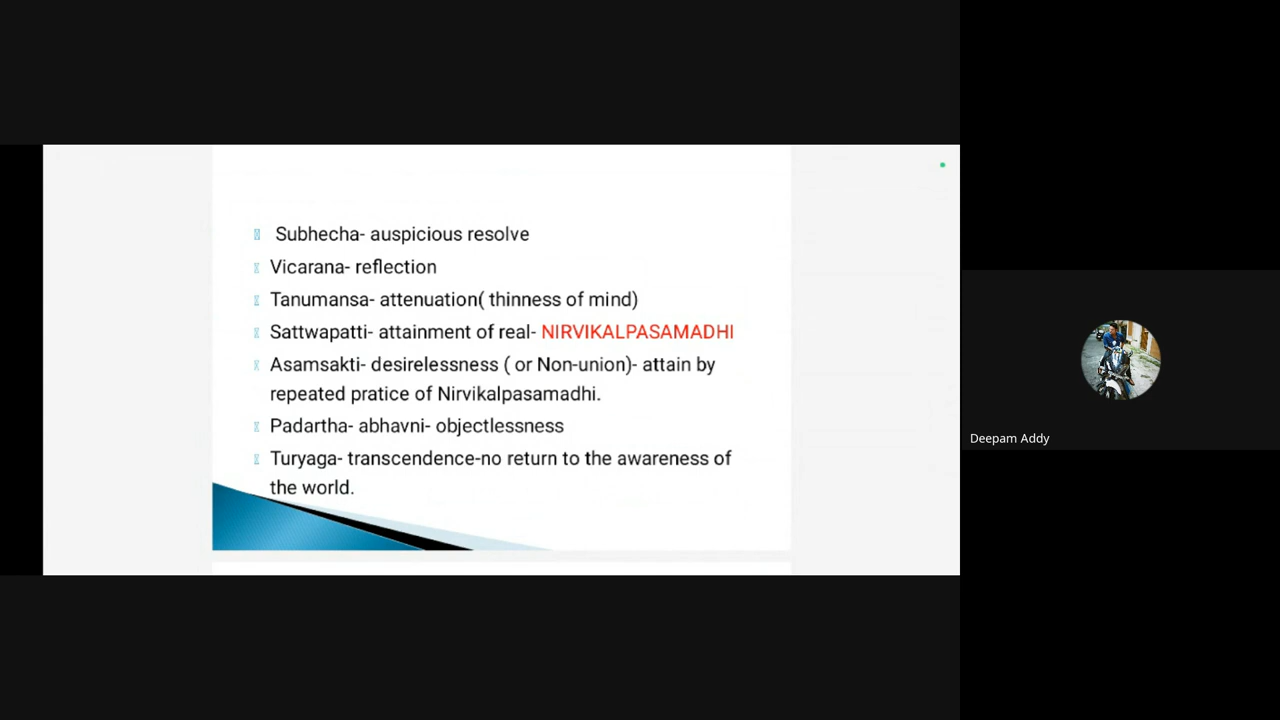 Subhecha- auspicious resolve
Vicarana- reflection
Tanumansa- attenuation( thinness of mind)
Sattwapatti- attainment of real- NIRVIKALPASAMADHI
Asamsakti- desirelessness ( or Non-union)- attain by
repeated pratice of Nirvikalpasamadhi.
Padartha- abhavni- objectlessness
Turyaga- transcendence-no return to the awareness of
the world.
Deepam Addy